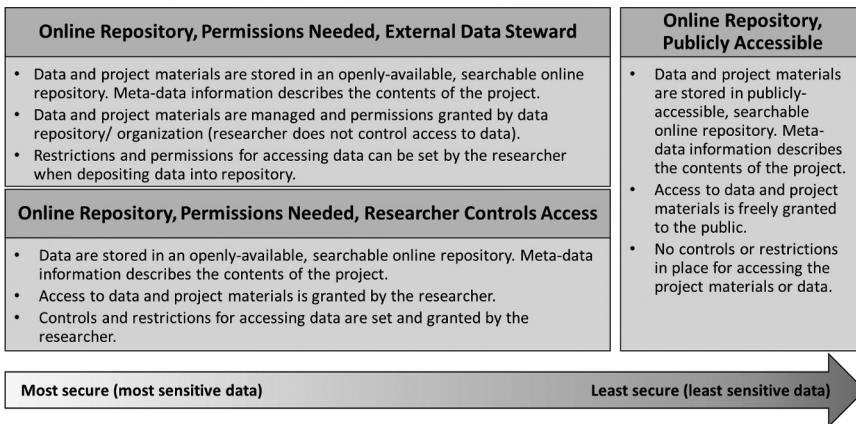 Online Repository, Permissions Needed, External Data Steward
• Data and project materials are stored in an openly-available, searchable online
repository. Meta-data information describes the contents of the project.
• Data and project materials are managed and permissions granted by data
repository/ organization (researcher does not control access to data).
• Restrictions and permissions for accessing data can be set by the researcher
when depositing data into repository.
Online Repository, Permissions Needed, Researcher Controls Access
• Data are stored in an openly-available, searchable online repository. Meta-data
information describes the contents of the project.
• Access to data and project materials is granted by the researcher.
• Controls and restrictions for accessing data are set and granted by the
researcher.
Online Repository,
Publicly Accessible
• Data and project materials
are stored in publicly-
accessible, searchable
online repository. Meta-
data information describes
the contents of the project.
• Access to data and project
materials is freely granted
to the public.
• No controls or restrictions
in place for accessing the
project materials or data.
Most secure (most sensitive data)
Least secure (least sensitive data)